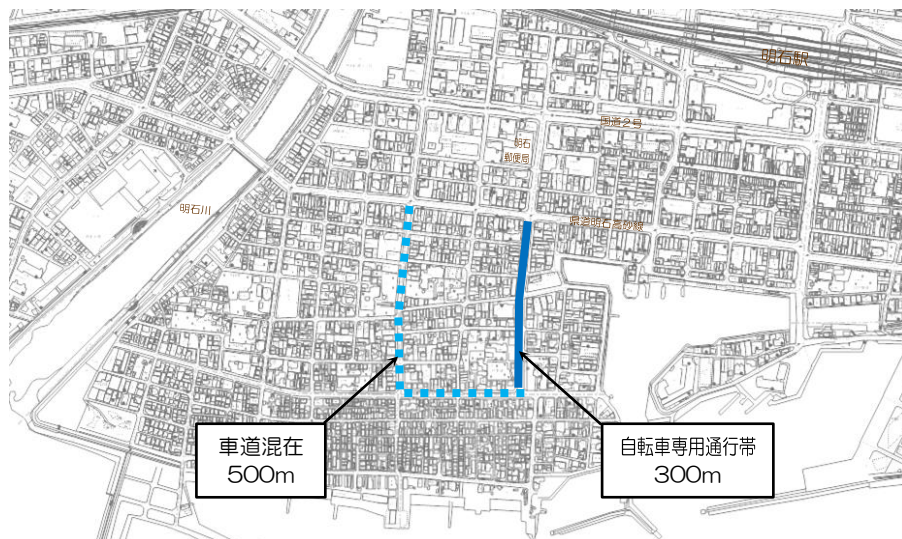 明石駅
国道2号
明石
郵便局
明石川
県道明石高砂線
車道混在
500m
自転車専用通行帯
300m